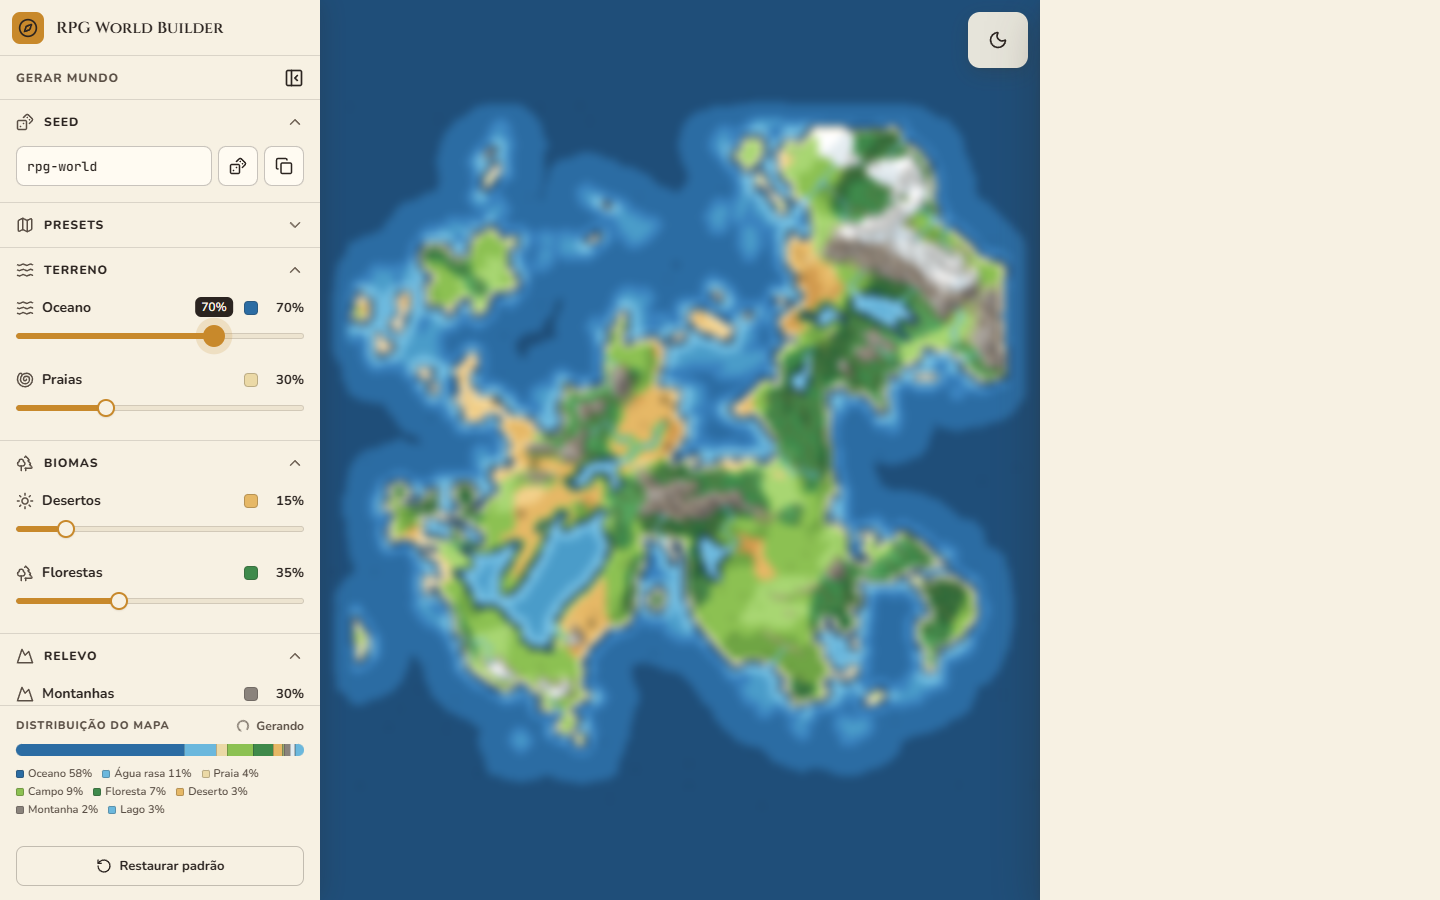 RPG WORLD BUILDER
GERAR MUNDO
SEED
rpg-world
PRESETS
TERRENO
Oceano 70% 70%
Praias 30%
BIOMAS
Desertos 15%
Florestas 35%
RELEVO
Montanhas 30%
DISTRIBUIÇÃO DO MAPA Gerando
Oceano 58% Água rasa 11% Praia 4%
Campo 9% Floresta 7% Deserto 3%
Montanha 2% Lago 3%
Restaurar padrão